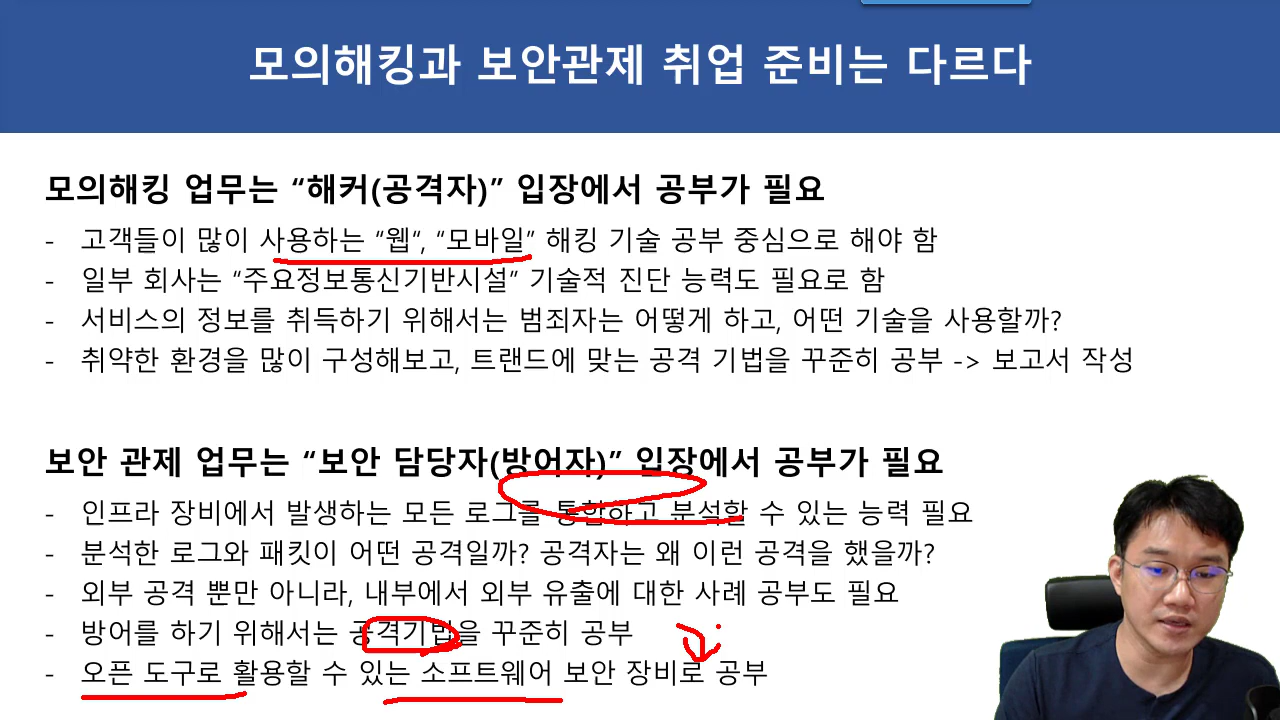 모의해킹과 보안관제 취업 준비는 다르다
모의해킹 업무는 “해커(공격자)” 입장에서 공부가 필요
- 고객들이 많이 사용하는 “웹“, “모바일” 해킹 기술 공부 중심으로 해야 함
- 일부 회사는 “주요정보통신기반시설” 기술적 진단 능력도 필요로 함
- 서비스의 정보를 취득하기 위해서는 범죄자는 어떻게 하고, 어떤 기술을 사용할까?
- 취약한 환경을 많이 구성해보고, 트랜드에 맞는 공격 기법을 꾸준히 공부 -> 보고서 작성
보안 관제 업무는 “보안 담당자(방어자)” 입장에서 공부가 필요
- 인프라 장비에서 발생하는 모든 로그를 통합하고 분석할 수 있는 능력 필요
- 분석한 로그와 패킷이 어떤 공격일까? 공격자는 왜 이런 공격을 했을까?
- 외부 공격 뿐만 아니라, 내부에서 외부 유출에 대한 사례 공부도 필요
- 방어를 하기 위해서는 공격기법을 꾸준히 공부
- 오픈 도구로 활용할 수 있는 소프트웨어 보안 장비로 공부